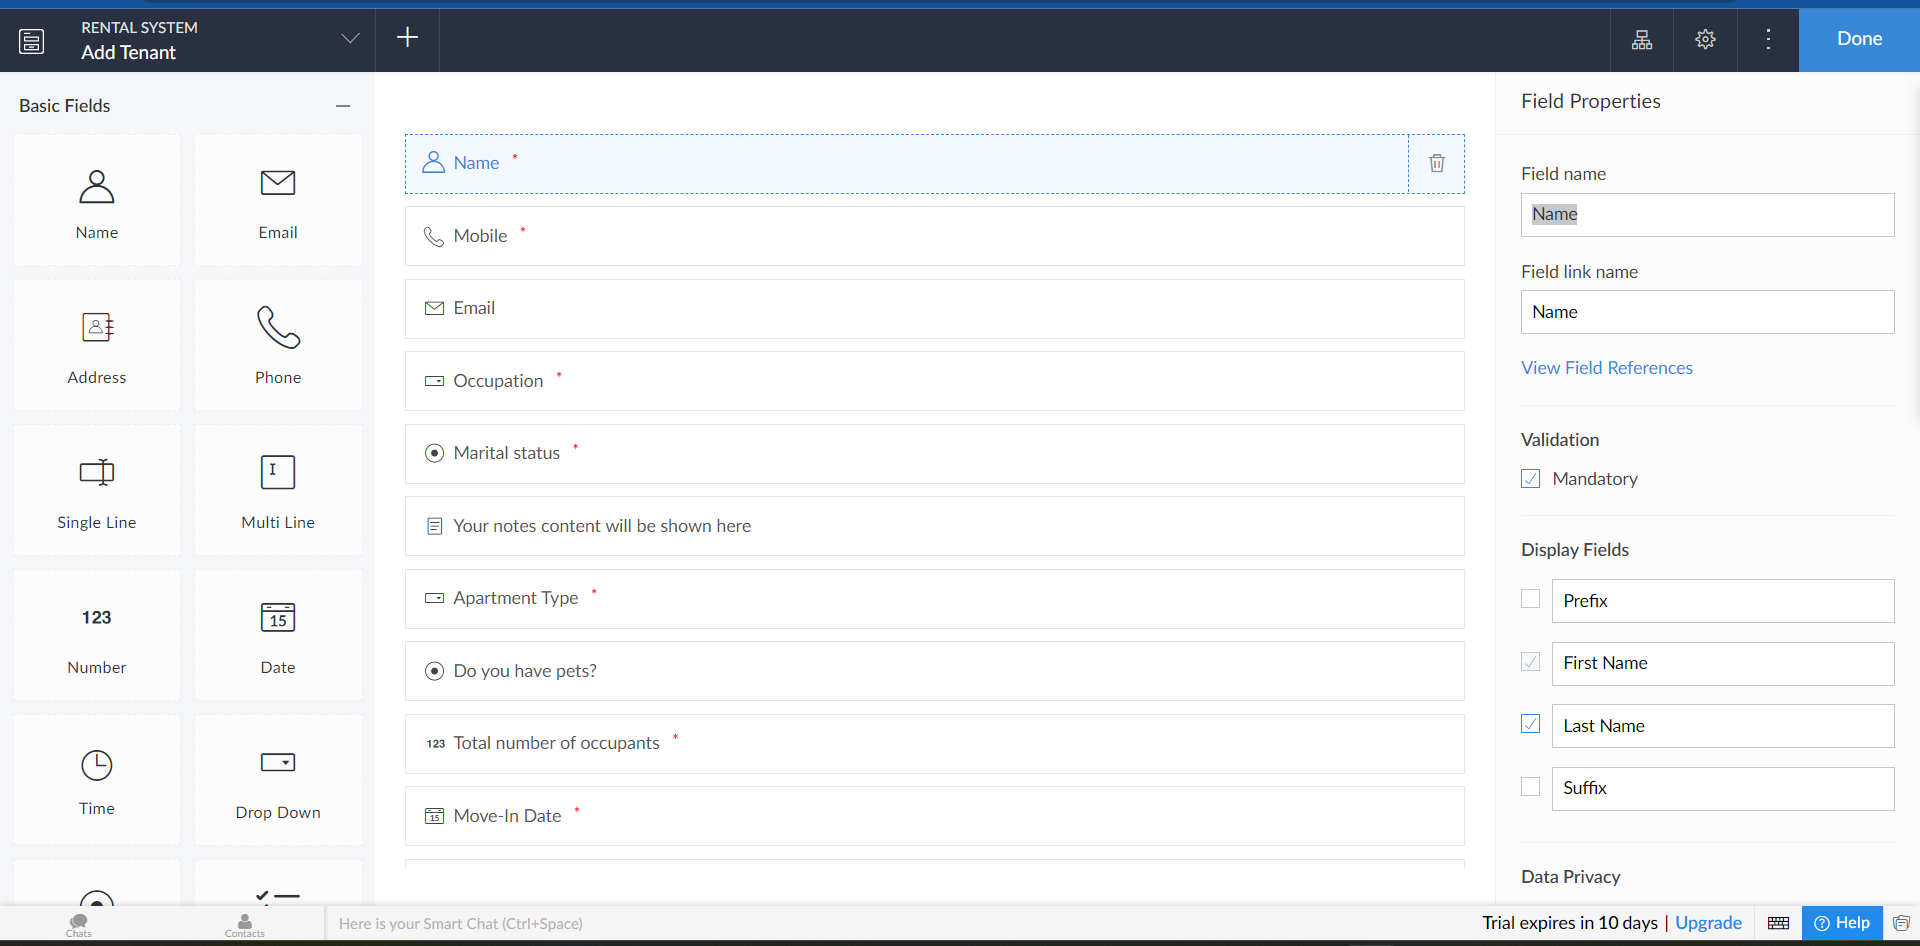 RENTAL SYSTEM
Add Tenant
Done
Basic Fields
Name
Email
Address
Phone
Single Line
Multi Line
123
Number
15
Date
Time
Drop Down
Name *
Mobile *
Email
Occupation *
Marital status *
Your notes content will be shown here
Apartment Type *
Do you have pets?
123 Total number of occupants *
15 Move-In Date *
Field Properties
Field name
Name
Field link name
Name
View Field References
Validation
Mandatory
Display Fields
Prefix
First Name
Last Name
Suffix
Data Privacy
Chats
Contacts
Here is your Smart Chat (Ctrl+Space)
Trial expires in 10 days | Upgrade
Help